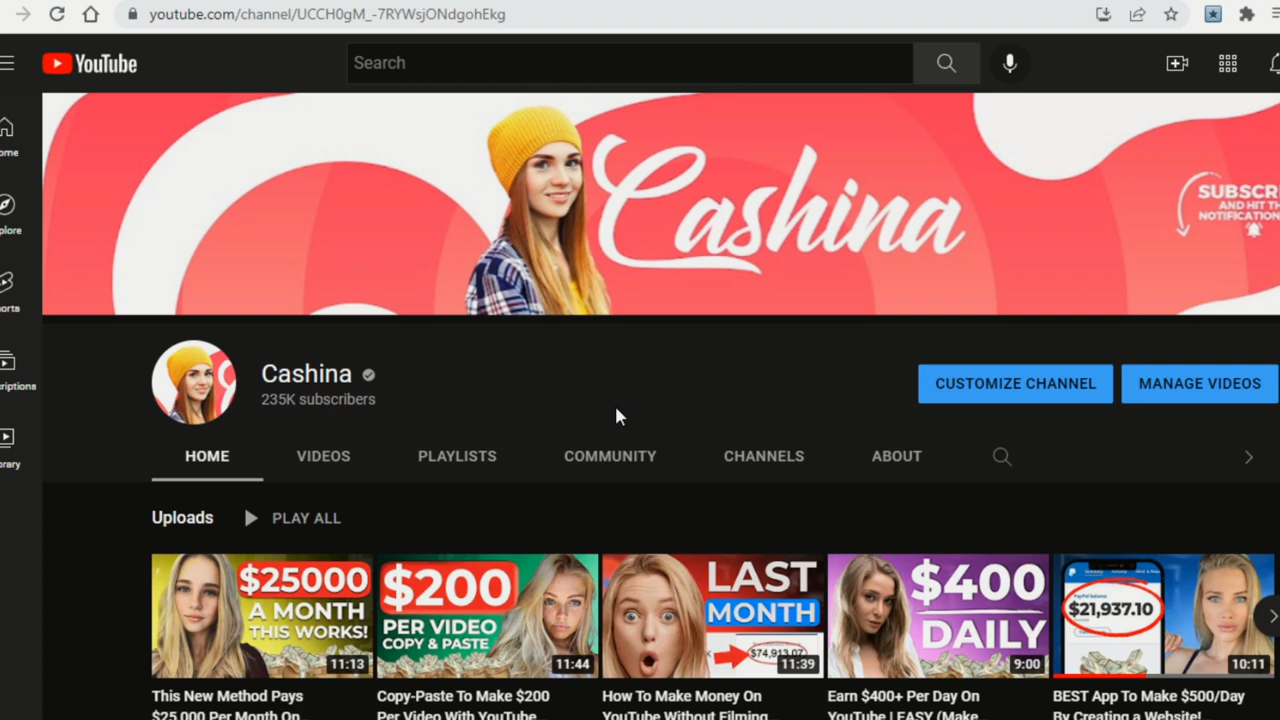 youtube.com/channel/UCCH0gM_-7RYWsjONdgohEkg
YouTube
Search
Cashina
SUBSCR
AND HIT TH
NOTIFICATION
ome
plore
orts
riptions
rary
Cashina
235K subscribers
CUSTOMIZE CHANNEL
MANAGE VIDEOS
HOME VIDEOS PLAYLISTS COMMUNITY CHANNELS ABOUT
Uploads PLAY ALL
$25000
A MONTH
THIS WORKS!
11:13
$200
PER VIDEO
COPY & PASTE
11:44
LAST
MONTH
$74,913.07
11:39
$400
DAILY
9:00
$21,937.10
10:11
This New Method Pays
$25,000 Per Month On
Copy-Paste To Make $200
Per Video With YouTube...
How To Make Money On
YouTube Without Filming...
Earn $400+ Per Day On
YouTube | EASY (Make
BEST App To Make $500/Day
By Creating a Website!